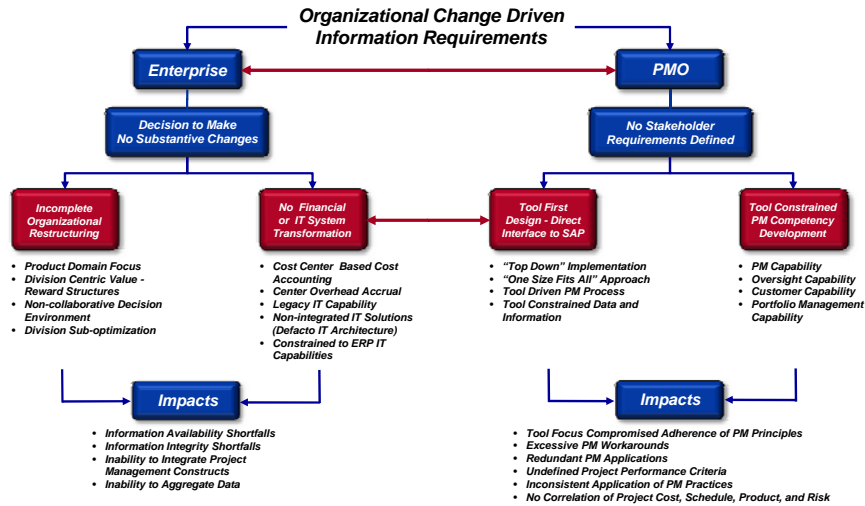 Organizational Change Driven
Information Requirements
Enterprise
PMO
Decision to Make
No Substantive Changes
No Stakeholder
Requirements Defined
Incomplete
Organizational
Restructuring
No Financial
or IT System
Transformation
Tool First
Design - Direct
Interface to SAP
Tool Constrained
PM Competency
Development
• Product Domain Focus
• Division Centric Value -
Reward Structures
• Non-collaborative Decision
Environment
• Division Sub-optimization
• Cost Center Based Cost
Accounting
• Center Overhead Accrual
• Legacy IT Capability
• Non-integrated IT Solutions
(Defacto IT Architecture)
• Constrained to ERP IT
Capabilities
• “Top Down” Implementation
• “One Size Fits All” Approach
• Tool Driven PM Process
• Tool Constrained Data and
Information
• PM Capability
• Oversight Capability
• Customer Capability
• Portfolio Management
Capability
Impacts
Impacts
• Information Availability Shortfalls
• Information Integrity Shortfalls
• Inability to Integrate Project
Management Constructs
• Inability to Aggregate Data
• Tool Focus Compromised Adherence of PM Principles
• Excessive PM Workarounds
• Redundant PM Applications
• Undefined Project Performance Criteria
• Inconsistent Application of PM Practices
• No Correlation of Project Cost, Schedule, Product, and Risk